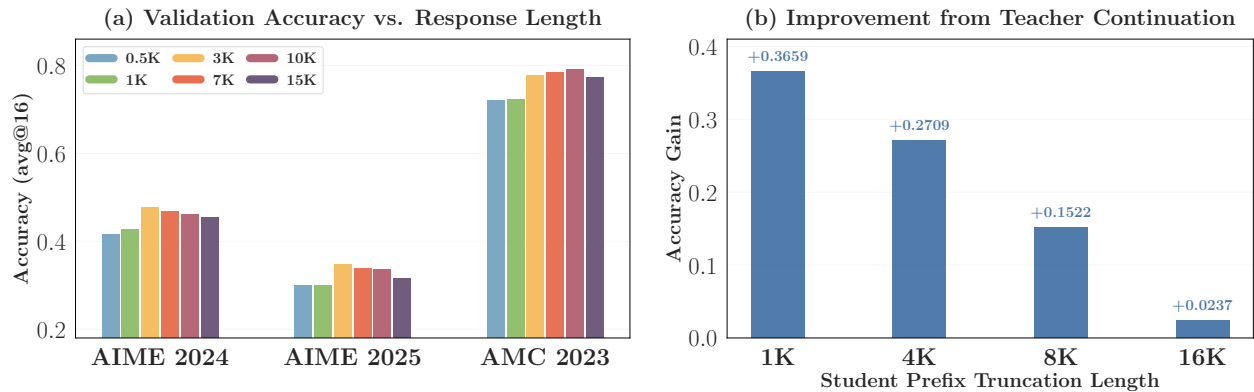 (a) Validation Accuracy vs. Response Length
0.5K 3K 10K
1K 7K 15K
Accuracy (avg@16)
0.8
0.6
0.4
0.2
AIME 2024 AIME 2025 AMC 2023
(b) Improvement from Teacher Continuation
Accuracy Gain
0.4
0.3
0.2
0.1
0.0
+0.3659
+0.2709
+0.1522
+0.0237
1K 4K 8K 16K
Student Prefix Truncation Length